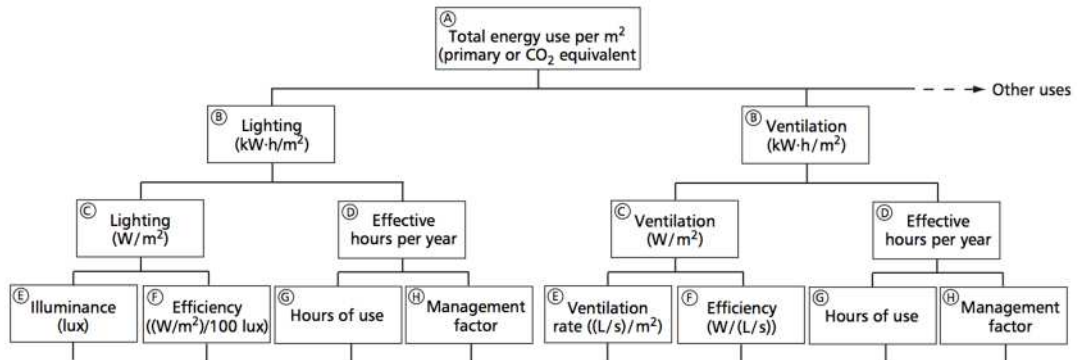 Ⓐ
Total energy use per m²
(primary or CO₂ equivalent
Other uses
Ⓑ
Lighting
(kW·h/m²)
Ⓑ
Ventilation
(kW·h/m²)
Ⓒ
Lighting
(W/m²)
Ⓓ
Effective
hours per year
Ⓒ
Ventilation
(W/m²)
Ⓓ
Effective
hours per year
Ⓔ
Illuminance
(lux)
Ⓕ
Efficiency
((W/m²)/100 lux)
Ⓖ
Hours of use
Ⓗ
Management
factor
Ⓔ
Ventilation
rate ((L/s)/m²)
Ⓕ
Efficiency
(W/(L/s))
Ⓖ
Hours of use
Ⓗ
Management
factor